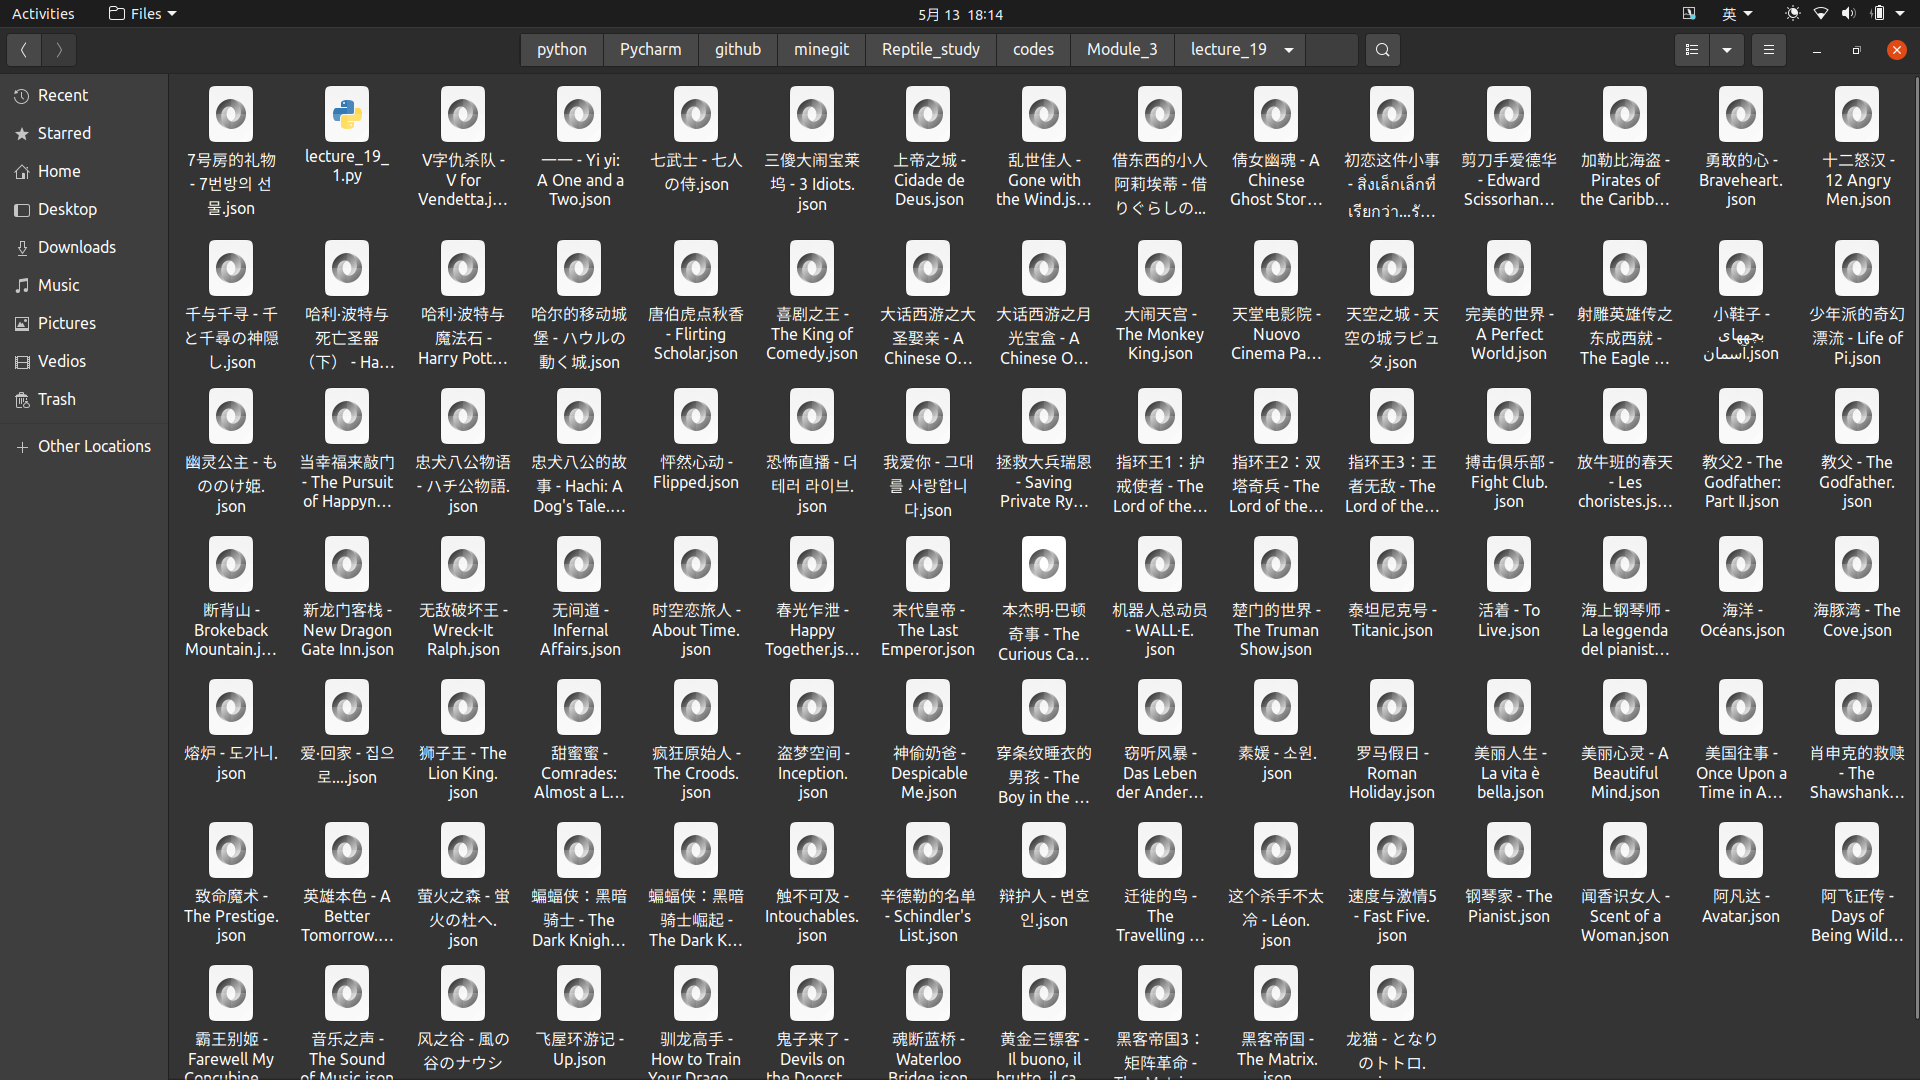 Activities
Files
5月 13 18:14
英
python
Pycharm
github
minegit
Reptile_study
codes
Module_3
lecture_19
Recent
Starred
Home
Desktop
Downloads
Music
Pictures
Vedios
Trash
Other Locations
7号房的礼物
- 7번방의 선
물.json
lecture_19_
1.py
V字仇杀队 -
V for
Vendetta.j...
一一 - Yi yi:
A One and a
Two.json
七武士 - 七人
の侍.json
三傻大闹宝莱
坞 - 3 Idiots.
json
上帝之城 -
Cidade de
Deus.json
乱世佳人 -
Gone with
the Wind.js...
借东西的小人
阿莉埃蒂 - 借
りぐらしの...
倩女幽魂 - A
Chinese
Ghost Stor...
初恋这件小事
- สิ่งเล็กเล็กที่
เรียกว่า...รั...
剪刀手爱德华
- Edward
Scissorhan...
加勒比海盗 -
Pirates of
the Caribb...
勇敢的心 -
Braveheart.
json
十二怒汉 -
12 Angry
Men.json
千与千寻 - 千
と千尋の神隠
し.json
哈利·波特与
死亡圣器
（下） - Ha...
哈利·波特与
魔法石 -
Harry Pott...
哈尔的移动城
堡 - ハウルの
動く城.json
唐伯虎点秋香
- Flirting
Scholar.json
喜剧之王 -
The King of
Comedy.json
大话西游之大
圣娶亲 - A
Chinese O...
大话西游之月
光宝盒 - A
Chinese O...
大闹天宫 -
The Monkey
King.json
天堂电影院 -
Nuovo
Cinema Pa...
天空之城 - 天
空の城ラピュ
タ.json
完美的世界 -
A Perfect
World.json
射雕英雄传之
东成西就 -
The Eagle ...
小鞋子 -
بچههای
آسمان.json
少年派的奇幻
漂流 - Life of
Pi.json
幽灵公主 - も
ののけ姫.
json
当幸福来敲门
- The Pursuit
of Happyn...
忠犬八公物语
- ハチ公物語.
json
忠犬八公的故
事 - Hachi: A
Dog's Tale....
怦然心动 -
Flipped.json
恐怖直播 - 더
테러 라이브.
json
我爱你 - 그대
를 사랑합니
다.json
拯救大兵瑞恩
- Saving
Private Ry...
指环王1：护
戒使者 - The
Lord of the...
指环王2：双
塔奇兵 - The
Lord of the...
指环王3：王
者无敌 - The
Lord of the...
搏击俱乐部 -
Fight Club.
json
放牛班的春天
- Les
choristes.js...
教父2 - The
Godfather:
Part Ⅱ.json
教父 - The
Godfather.
json
断背山 -
Brokeback
Mountain.j...
新龙门客栈 -
New Dragon
Gate Inn.json
无敌破坏王 -
Wreck-It
Ralph.json
无间道 -
Infernal
Affairs.json
时空恋旅人 -
About Time.
json
春光乍泄 -
Happy
Together.js...
末代皇帝 -
The Last
Emperor.json
本杰明·巴顿
奇事 - The
Curious Ca...
机器人总动员
- WALL·E.
json
楚门的世界 -
The Truman
Show.json
泰坦尼克号 -
Titanic.json
活着 - To
Live.json
海上钢琴师 -
La leggenda
del pianist...
海洋 -
Océans.json
海豚湾 - The
Cove.json
熔炉 - 도가니.
json
爱·回家 - 집으
로....json
狮子王 - The
Lion King.
json
甜蜜蜜 -
Comrades:
Almost a L...
疯狂原始人 -
The Croods.
json
盗梦空间 -
Inception.
json
神偷奶爸 -
Despicable
Me.json
穿条纹睡衣的
男孩 - The
Boy in the ...
窃听风暴 -
Das Leben
der Ander...
素媛 - 소원.
json
罗马假日 -
Roman
Holiday.json
美丽人生 -
La vita è
bella.json
美丽心灵 - A
Beautiful
Mind.json
美国往事 -
Once Upon a
Time in A...
肖申克的救赎
- The
Shawshank...
致命魔术 -
The Prestige.
json
英雄本色 - A
Better
Tomorrow....
萤火之森 - 蛍
火の杜へ.
json
蝙蝠侠：黑暗
骑士 - The
Dark Knigh...
蝙蝠侠：黑暗
骑士崛起 -
The Dark K...
触不可及 -
Intouchables.
json
辛德勒的名单
- Schindler's
List.json
辩护人 - 변호
인.json
迁徙的鸟 -
The
Travelling ...
这个杀手不太
冷 - Léon.
json
速度与激情5
- Fast Five.
json
钢琴家 - The
Pianist.json
闻香识女人 -
Scent of a
Woman.json
阿凡达 -
Avatar.json
阿飞正传 -
Days of
Being Wild...
霸王别姬 -
Farewell My
Concubine...
音乐之声 -
The Sound
of Music.json
风之谷 - 風の
谷のナウシ
飞屋环游记 -
Up.json
驯龙高手 -
How to Train
Your Drago...
鬼子来了 -
Devils on
the Doorst...
魂断蓝桥 -
Waterloo
Bridge.json
黄金三镖客 -
Il buono, il
brutto, il ca...
黑客帝国3：
矩阵革命 -
The Matrix...
黑客帝国 -
The Matrix.
json
龙猫 - となり
のトトロ.